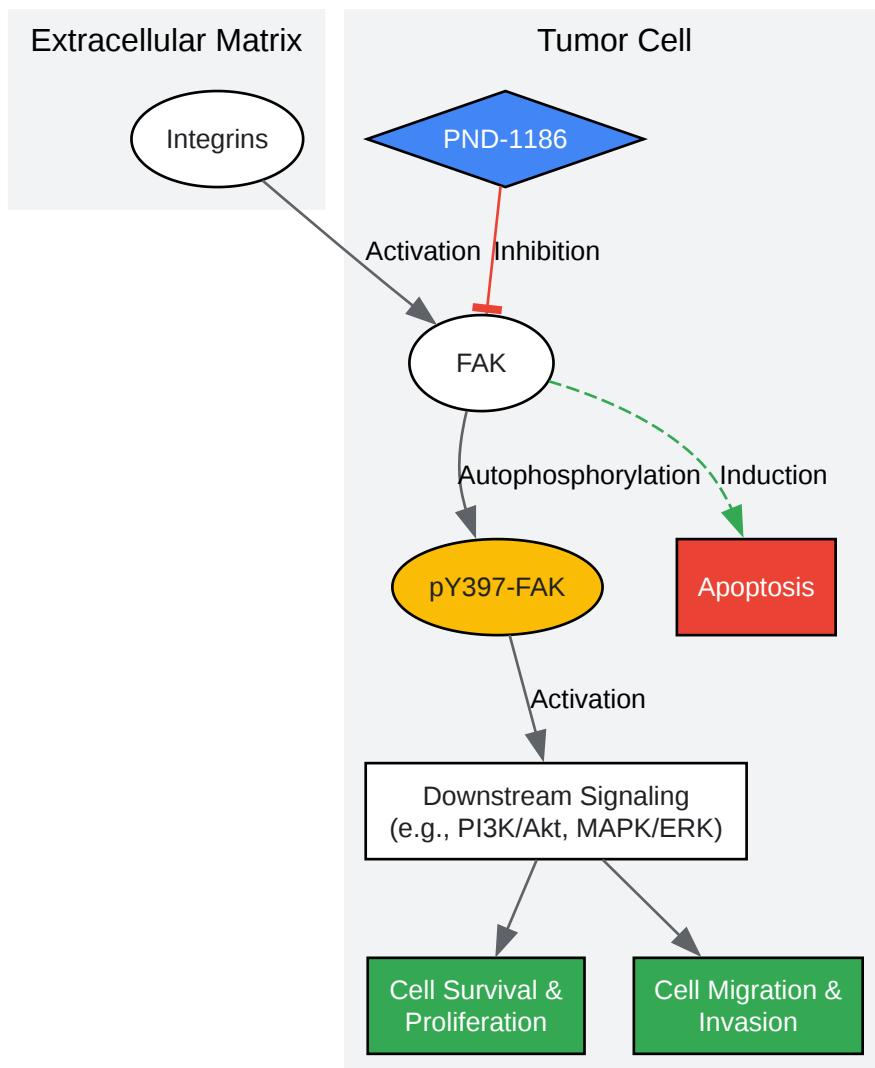 Extracellular Matrix
Tumor Cell
Integrins
PND-1186
Activation
Inhibition
FAK
Autophosphorylation
Induction
pY397-FAK
Apoptosis
Activation
Downstream Signaling
(e.g., PI3K/Akt, MAPK/ERK)
Cell Survival &
Proliferation
Cell Migration &
Invasion